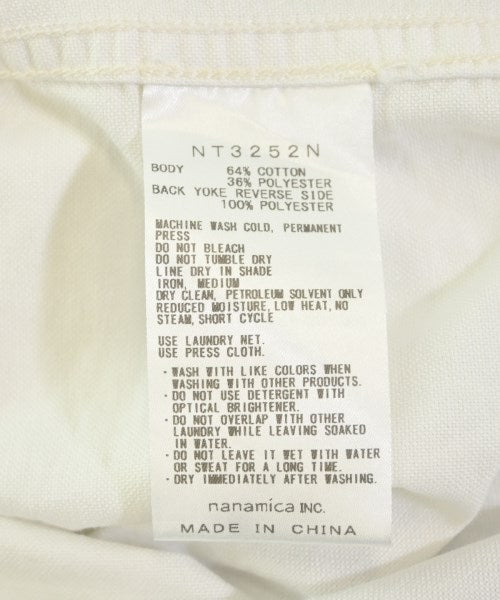 NT3252N
BODY 64% COTTON
36% POLYESTER
BACK YOKE REVERSE SIDE
100% POLYESTER
MACHINE WASH COLD, PERMANENT
PRESS
DO NOT BLEACH
DO NOT TUMBLE DRY
LINE DRY IN SHADE
IRON, MEDIUM
DRY CLEAN, PETROLEUM SOLVENT ONLY
REDUCED MOISTURE, LOW HEAT, NO
STEAM, SHORT CYCLE
USE LAUNDRY NET.
USE PRESS CLOTH.
・WASH WITH LIKE COLORS WHEN
WASHING WITH OTHER PRODUCTS.
・DO NOT USE DETERGENT WITH
OPTICAL BRIGHTENER.
・DO NOT OVERLAP WITH OTHER
LAUNDRY WHILE LEAVING SOAKED
IN WATER.
・DO NOT LEAVE IT WET WITH WATER
OR SWEAT FOR A LONG TIME.
・DRY IMMEDIATELY AFTER WASHING.
nanamica INC.
MADE IN CHINA